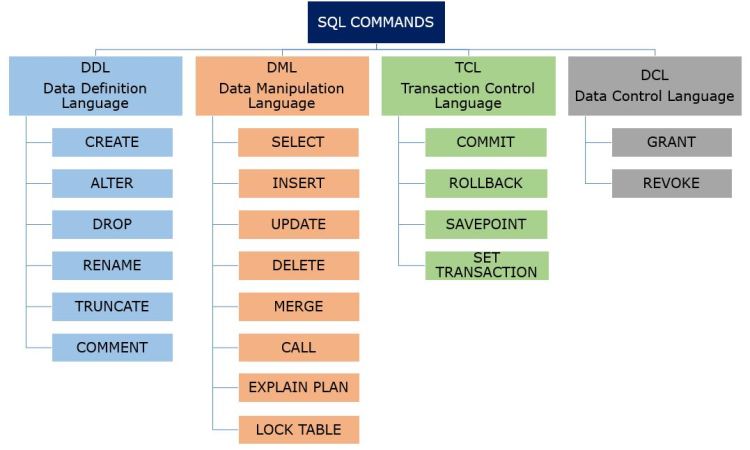 SQL COMMANDS
DDL
Data Definition
Language
CREATE
ALTER
DROP
RENAME
TRUNCATE
COMMENT
DML
Data Manipulation
Language
SELECT
INSERT
UPDATE
DELETE
MERGE
CALL
EXPLAIN PLAN
LOCK TABLE
TCL
Transaction Control
Language
COMMIT
ROLLBACK
SAVEPOINT
SET
TRANSACTION
DCL
Data Control Language
GRANT
REVOKE